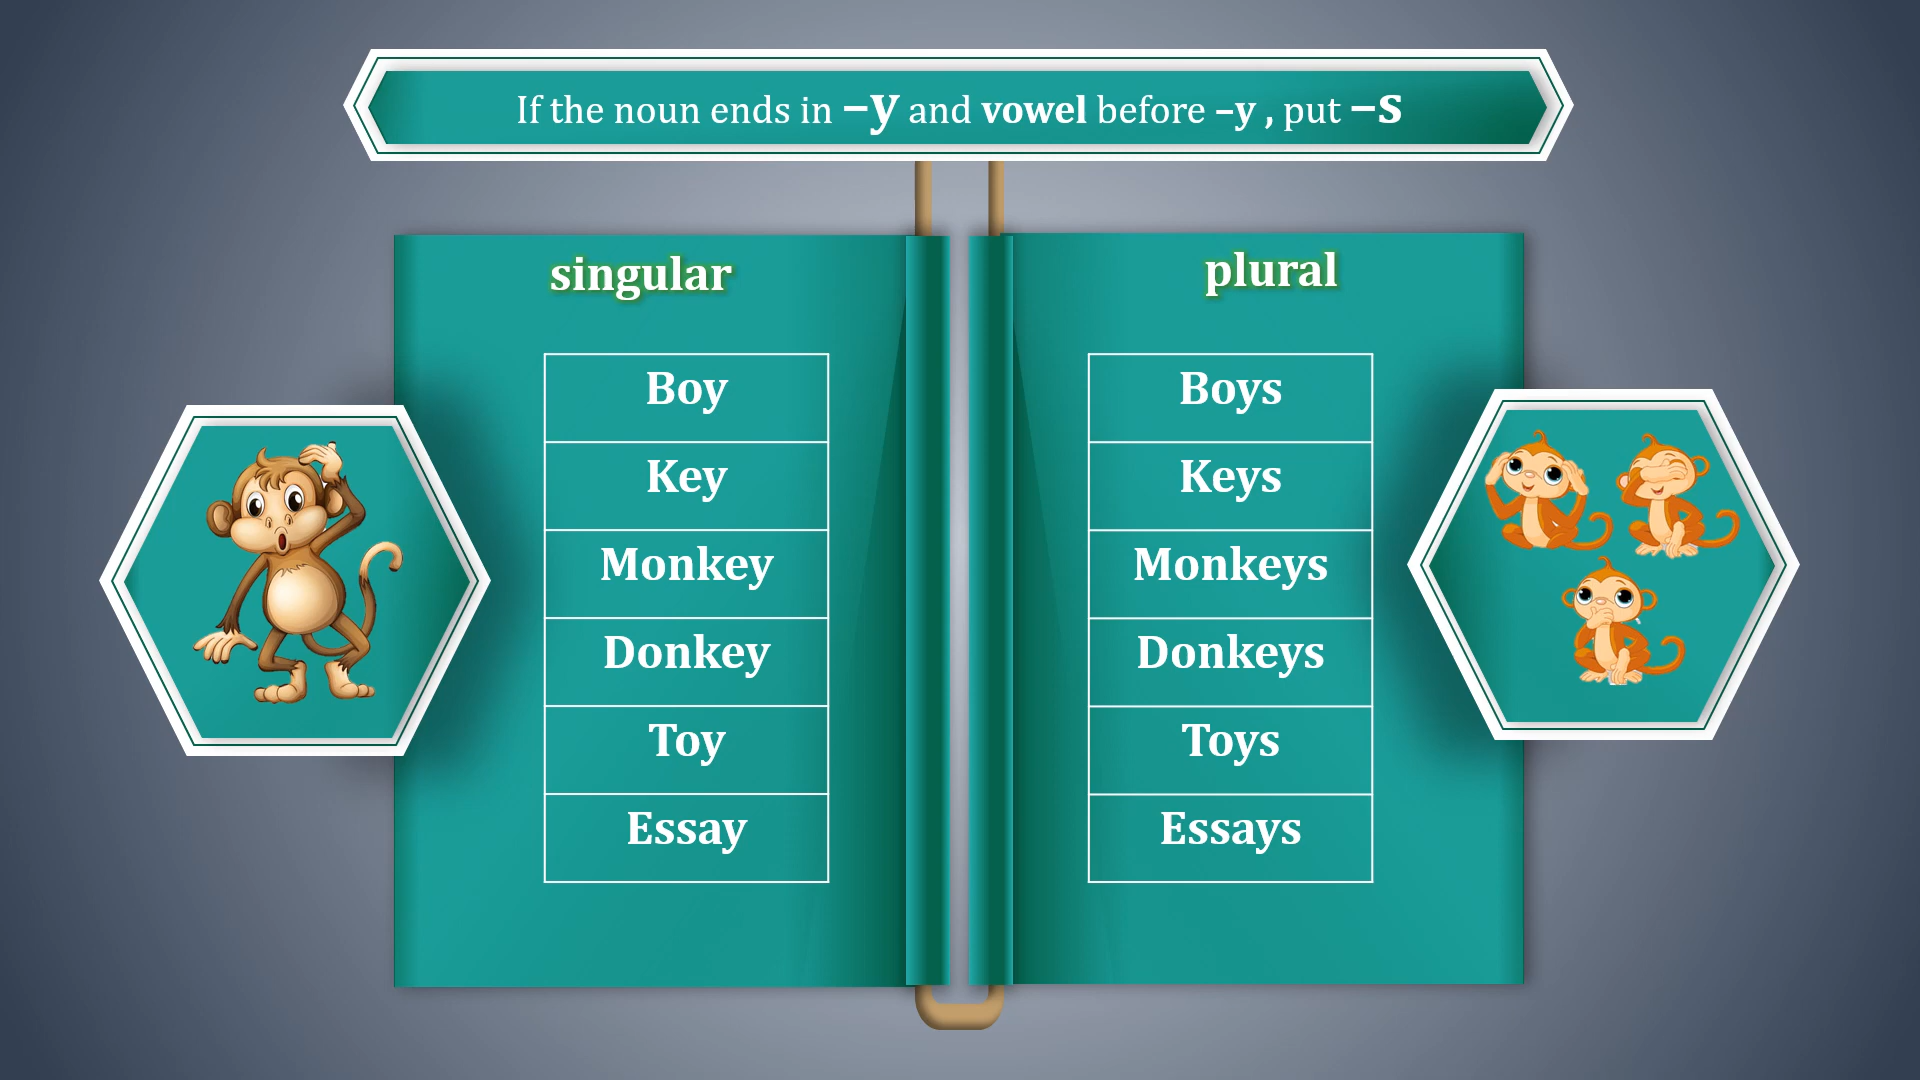 If the noun ends in –y and vowel before –y , put –s
singular
plural
Boy
Boys
Key
Keys
Monkey
Monkeys
Donkey
Donkeys
Toy
Toys
Essay
Essays